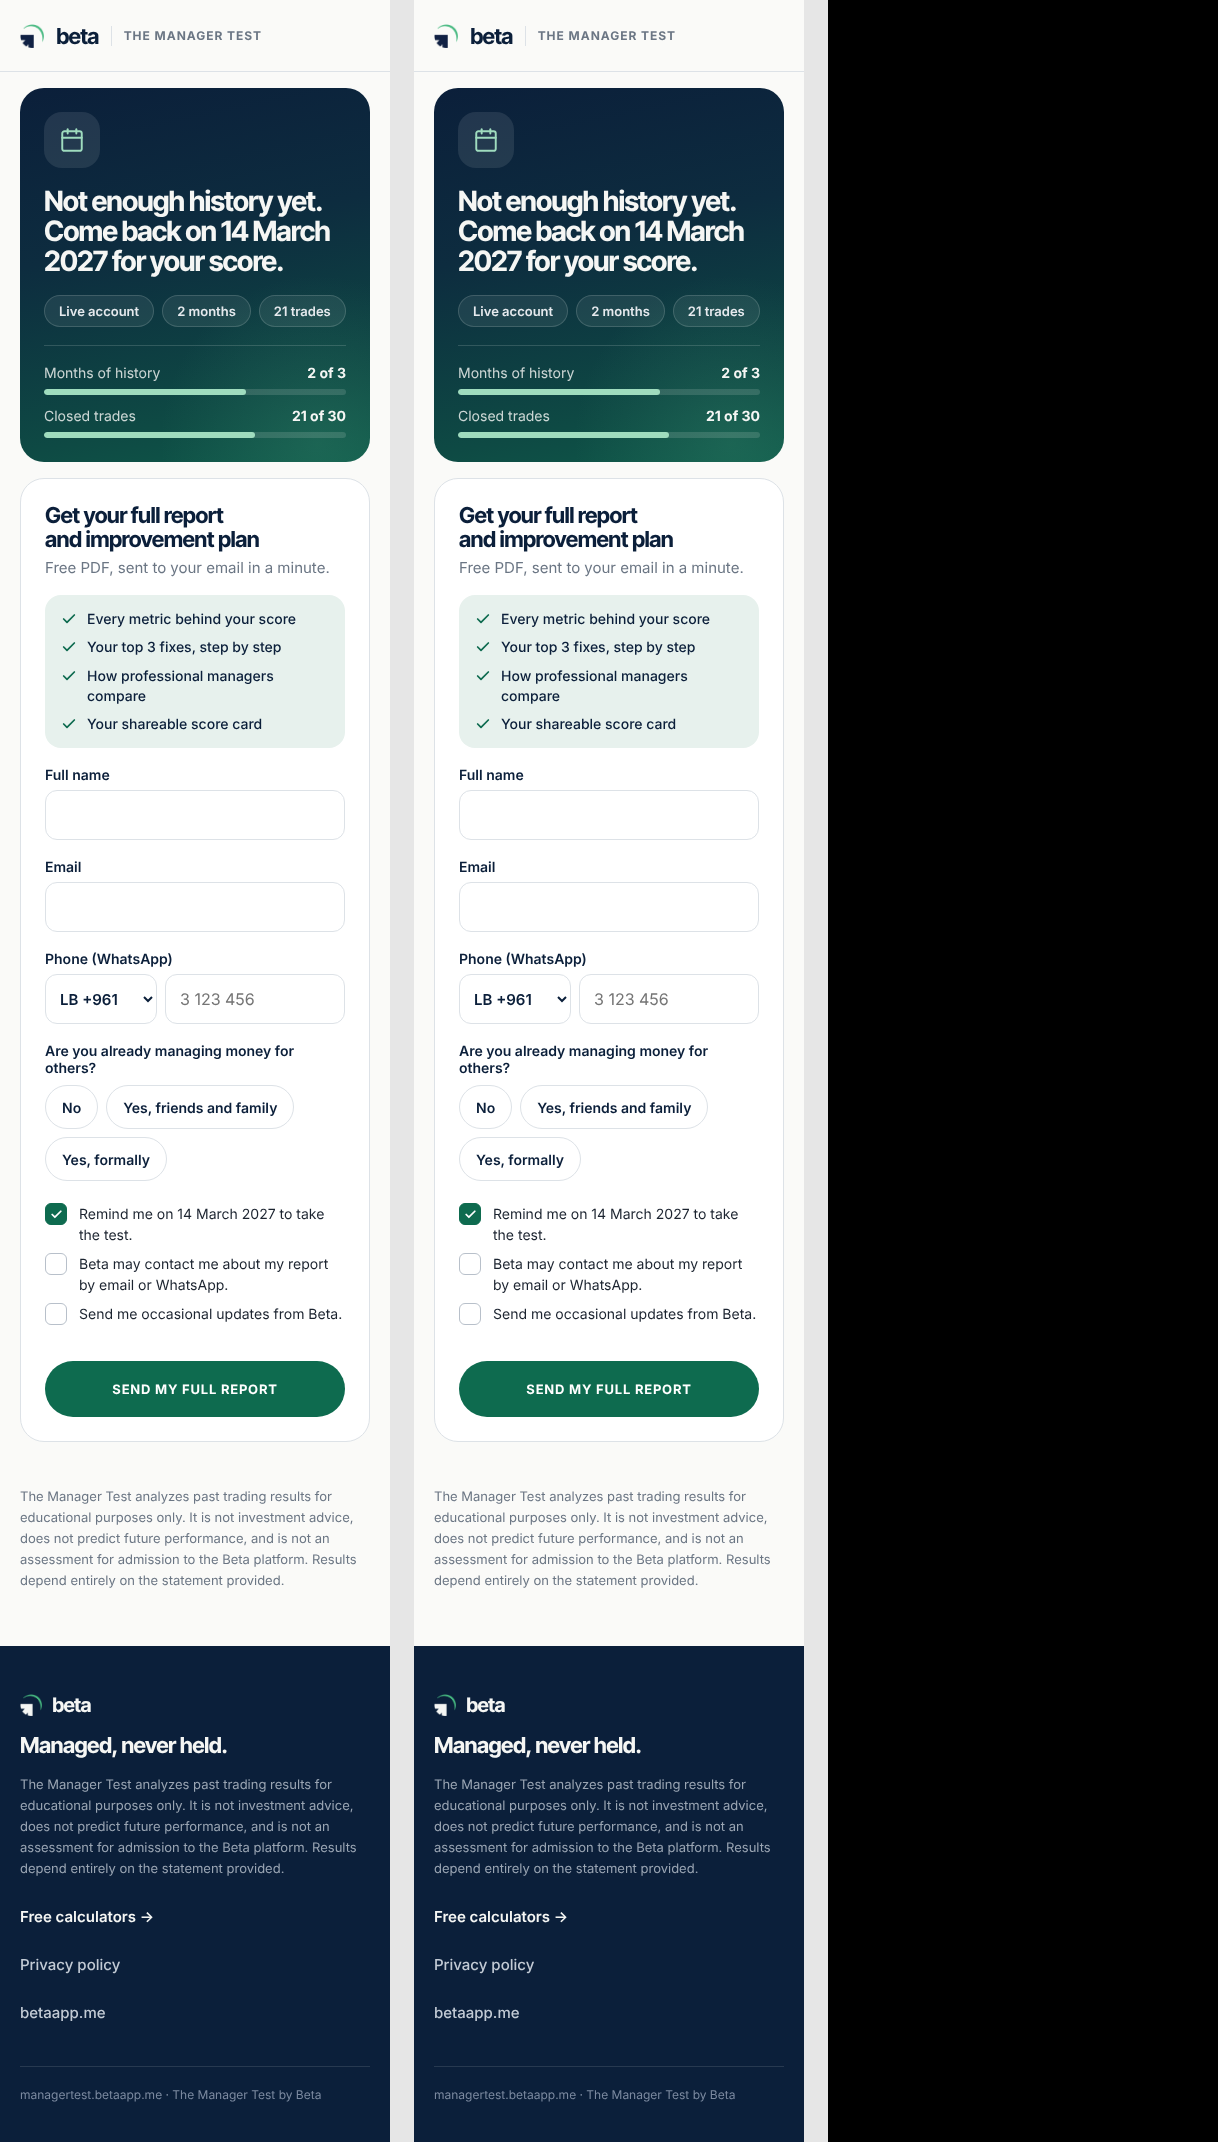 beta
THE MANAGER TEST
Not enough history yet.
Come back on 14 March
2027 for your score.
Live account
2 months
21 trades
Months of history
2 of 3
Closed trades
21 of 30
Get your full report
and improvement plan
Free PDF, sent to your email in a minute.
Every metric behind your score
Your top 3 fixes, step by step
How professional managers
compare
Your shareable score card
Full name
Email
Phone (WhatsApp)
LB +961
3 123 456
Are you already managing money for
others?
No
Yes, friends and family
Yes, formally
Remind me on 14 March 2027 to take
the test.
Beta may contact me about my report
by email or WhatsApp.
Send me occasional updates from Beta.
SEND MY FULL REPORT
The Manager Test analyzes past trading results for
educational purposes only. It is not investment advice,
does not predict future performance, and is not an
assessment for admission to the Beta platform. Results
depend entirely on the statement provided.
beta
Managed, never held.
The Manager Test analyzes past trading results for
educational purposes only. It is not investment advice,
does not predict future performance, and is not an
assessment for admission to the Beta platform. Results
depend entirely on the statement provided.
Free calculators →
Privacy policy
betaapp.me
managertest.betaapp.me · The Manager Test by Beta
beta
THE MANAGER TEST
Not enough history yet.
Come back on 14 March
2027 for your score.
Live account
2 months
21 trades
Months of history
2 of 3
Closed trades
21 of 30
Get your full report
and improvement plan
Free PDF, sent to your email in a minute.
Every metric behind your score
Your top 3 fixes, step by step
How professional managers
compare
Your shareable score card
Full name
Email
Phone (WhatsApp)
LB +961
3 123 456
Are you already managing money for
others?
No
Yes, friends and family
Yes, formally
Remind me on 14 March 2027 to take
the test.
Beta may contact me about my report
by email or WhatsApp.
Send me occasional updates from Beta.
SEND MY FULL REPORT
The Manager Test analyzes past trading results for
educational purposes only. It is not investment advice,
does not predict future performance, and is not an
assessment for admission to the Beta platform. Results
depend entirely on the statement provided.
beta
Managed, never held.
The Manager Test analyzes past trading results for
educational purposes only. It is not investment advice,
does not predict future performance, and is not an
assessment for admission to the Beta platform. Results
depend entirely on the statement provided.
Free calculators →
Privacy policy
betaapp.me
managertest.betaapp.me · The Manager Test by Beta